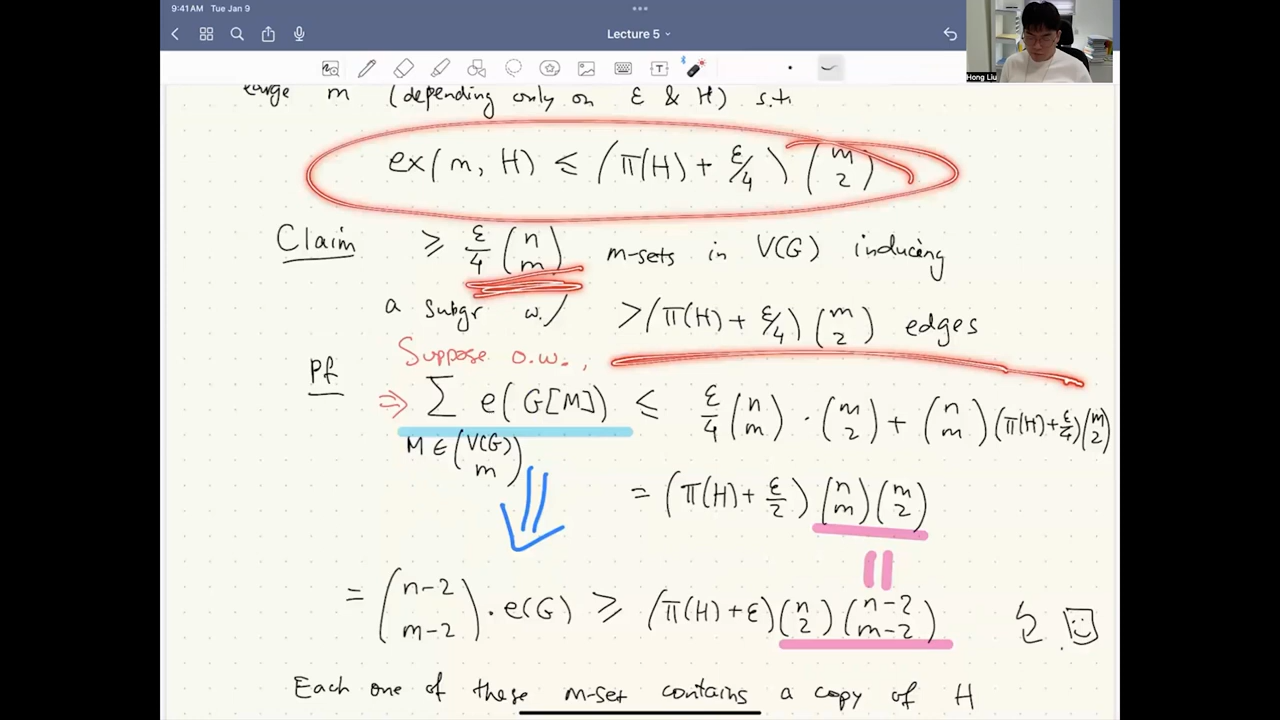 9:41 AM Tue Jan 9
Lecture 5
Hong Liu
large m (depending only on ε & H) s.t.
ex(m, H) ≤ (π(H) + ε/4) (m 2)
Claim ≥ ε/4 (n m) m-sets in V(G) inducing
a subgr w./ >(π(H) + ε/4) (m 2) edges
Suppose o.w.,
Pf ⇒ ∑ e(G[M]) ≤ ε/4 (n m) · (m 2) + (n m) (π(H)+ε/4)(m 2)
M ∈ (V(G) m)
= (π(H) + ε/2) (n m)(m 2)
= (n-2 m-2) · e(G) ≥ (π(H)+ε)(n 2)(n-2 m-2)
Each one of these m-set contains a copy of H